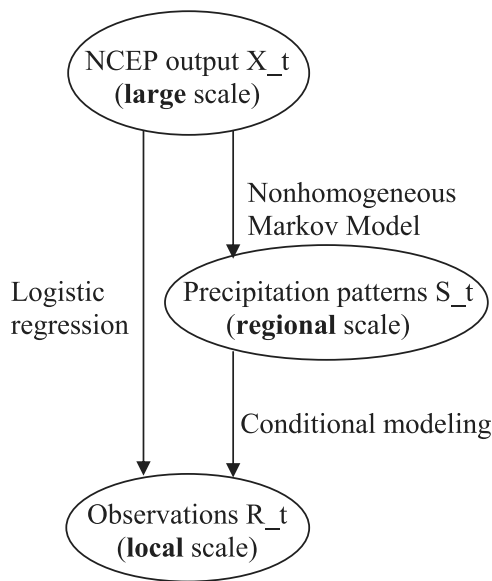 NCEP output X_t
(large scale)
Nonhomogeneous
Markov Model
Logistic
regression
Precipitation patterns S_t
(regional scale)
Conditional modeling
Observations R_t
(local scale)